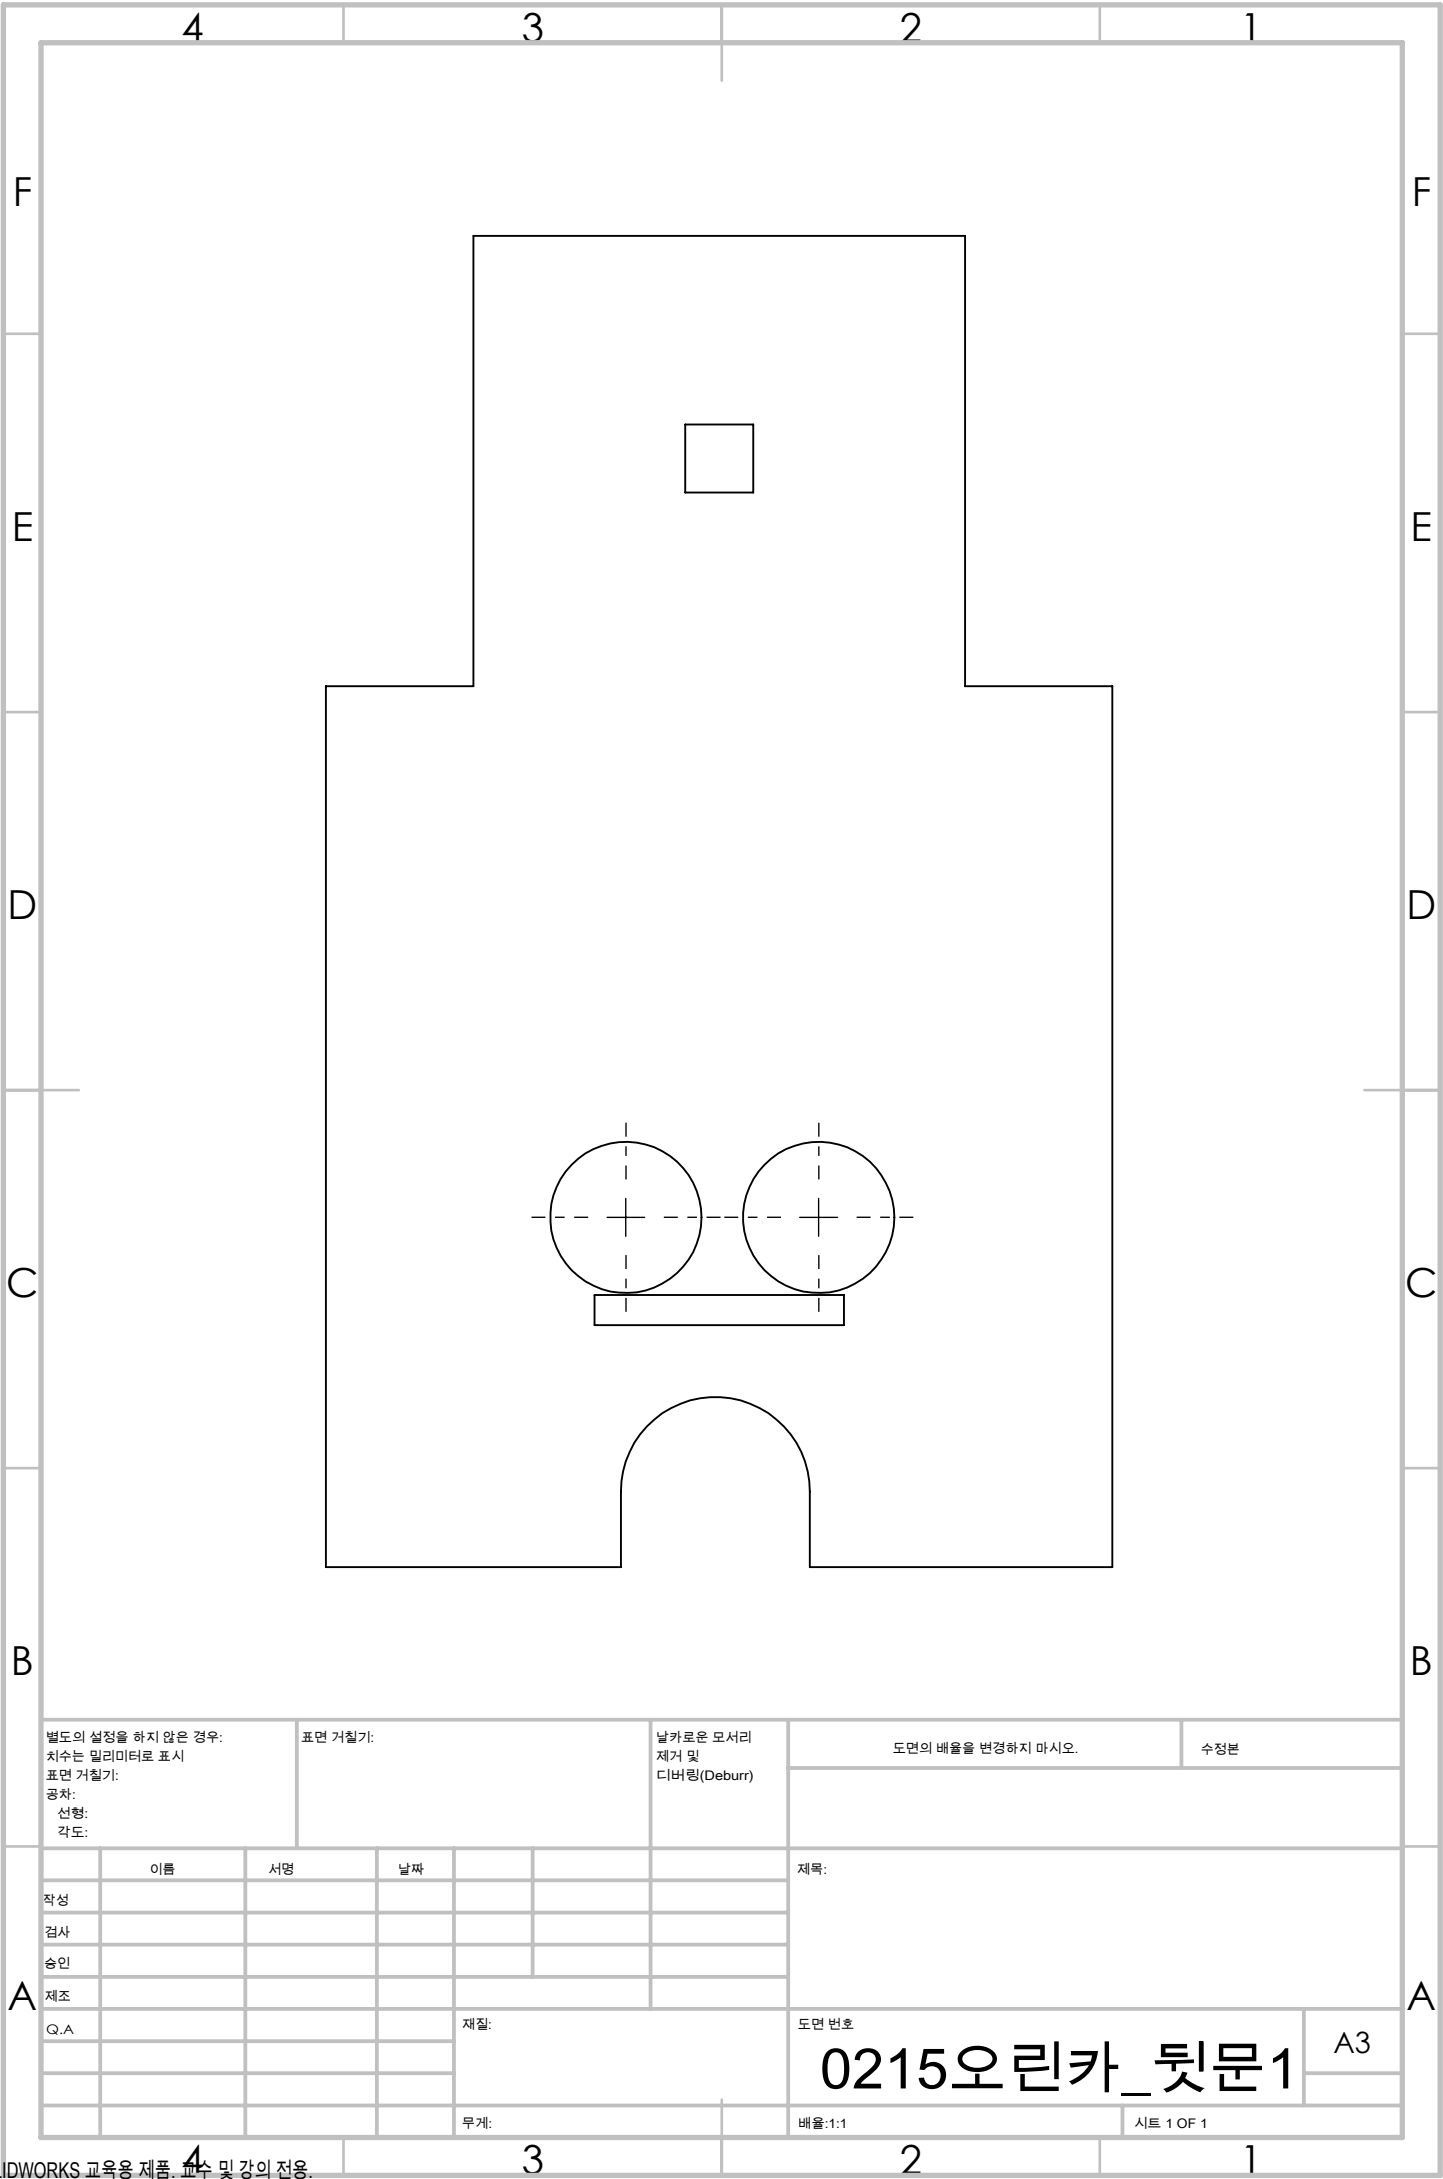 4 3 2 1
F F
E E
D D
C C
B B
별도의 설정을 하지 않은 경우:
치수는 밀리미터로 표시
표면 거칠기:
공차:
선형:
각도:
표면 거칠기:
날카로운 모서리
제거 및
디버링(Deburr)
도면의 배율을 변경하지 마시오.
수정본
이름 서명 날짜
작성
검사
승인
제조
Q.A
제목:
A A
재질:
도면 번호
0215오린카_뒷문1
A3
무게:
배율:1:1
시트 1 OF 1
4 3 2 1
IDWORKS 교육용 제품. 교수 및 강의 전용.